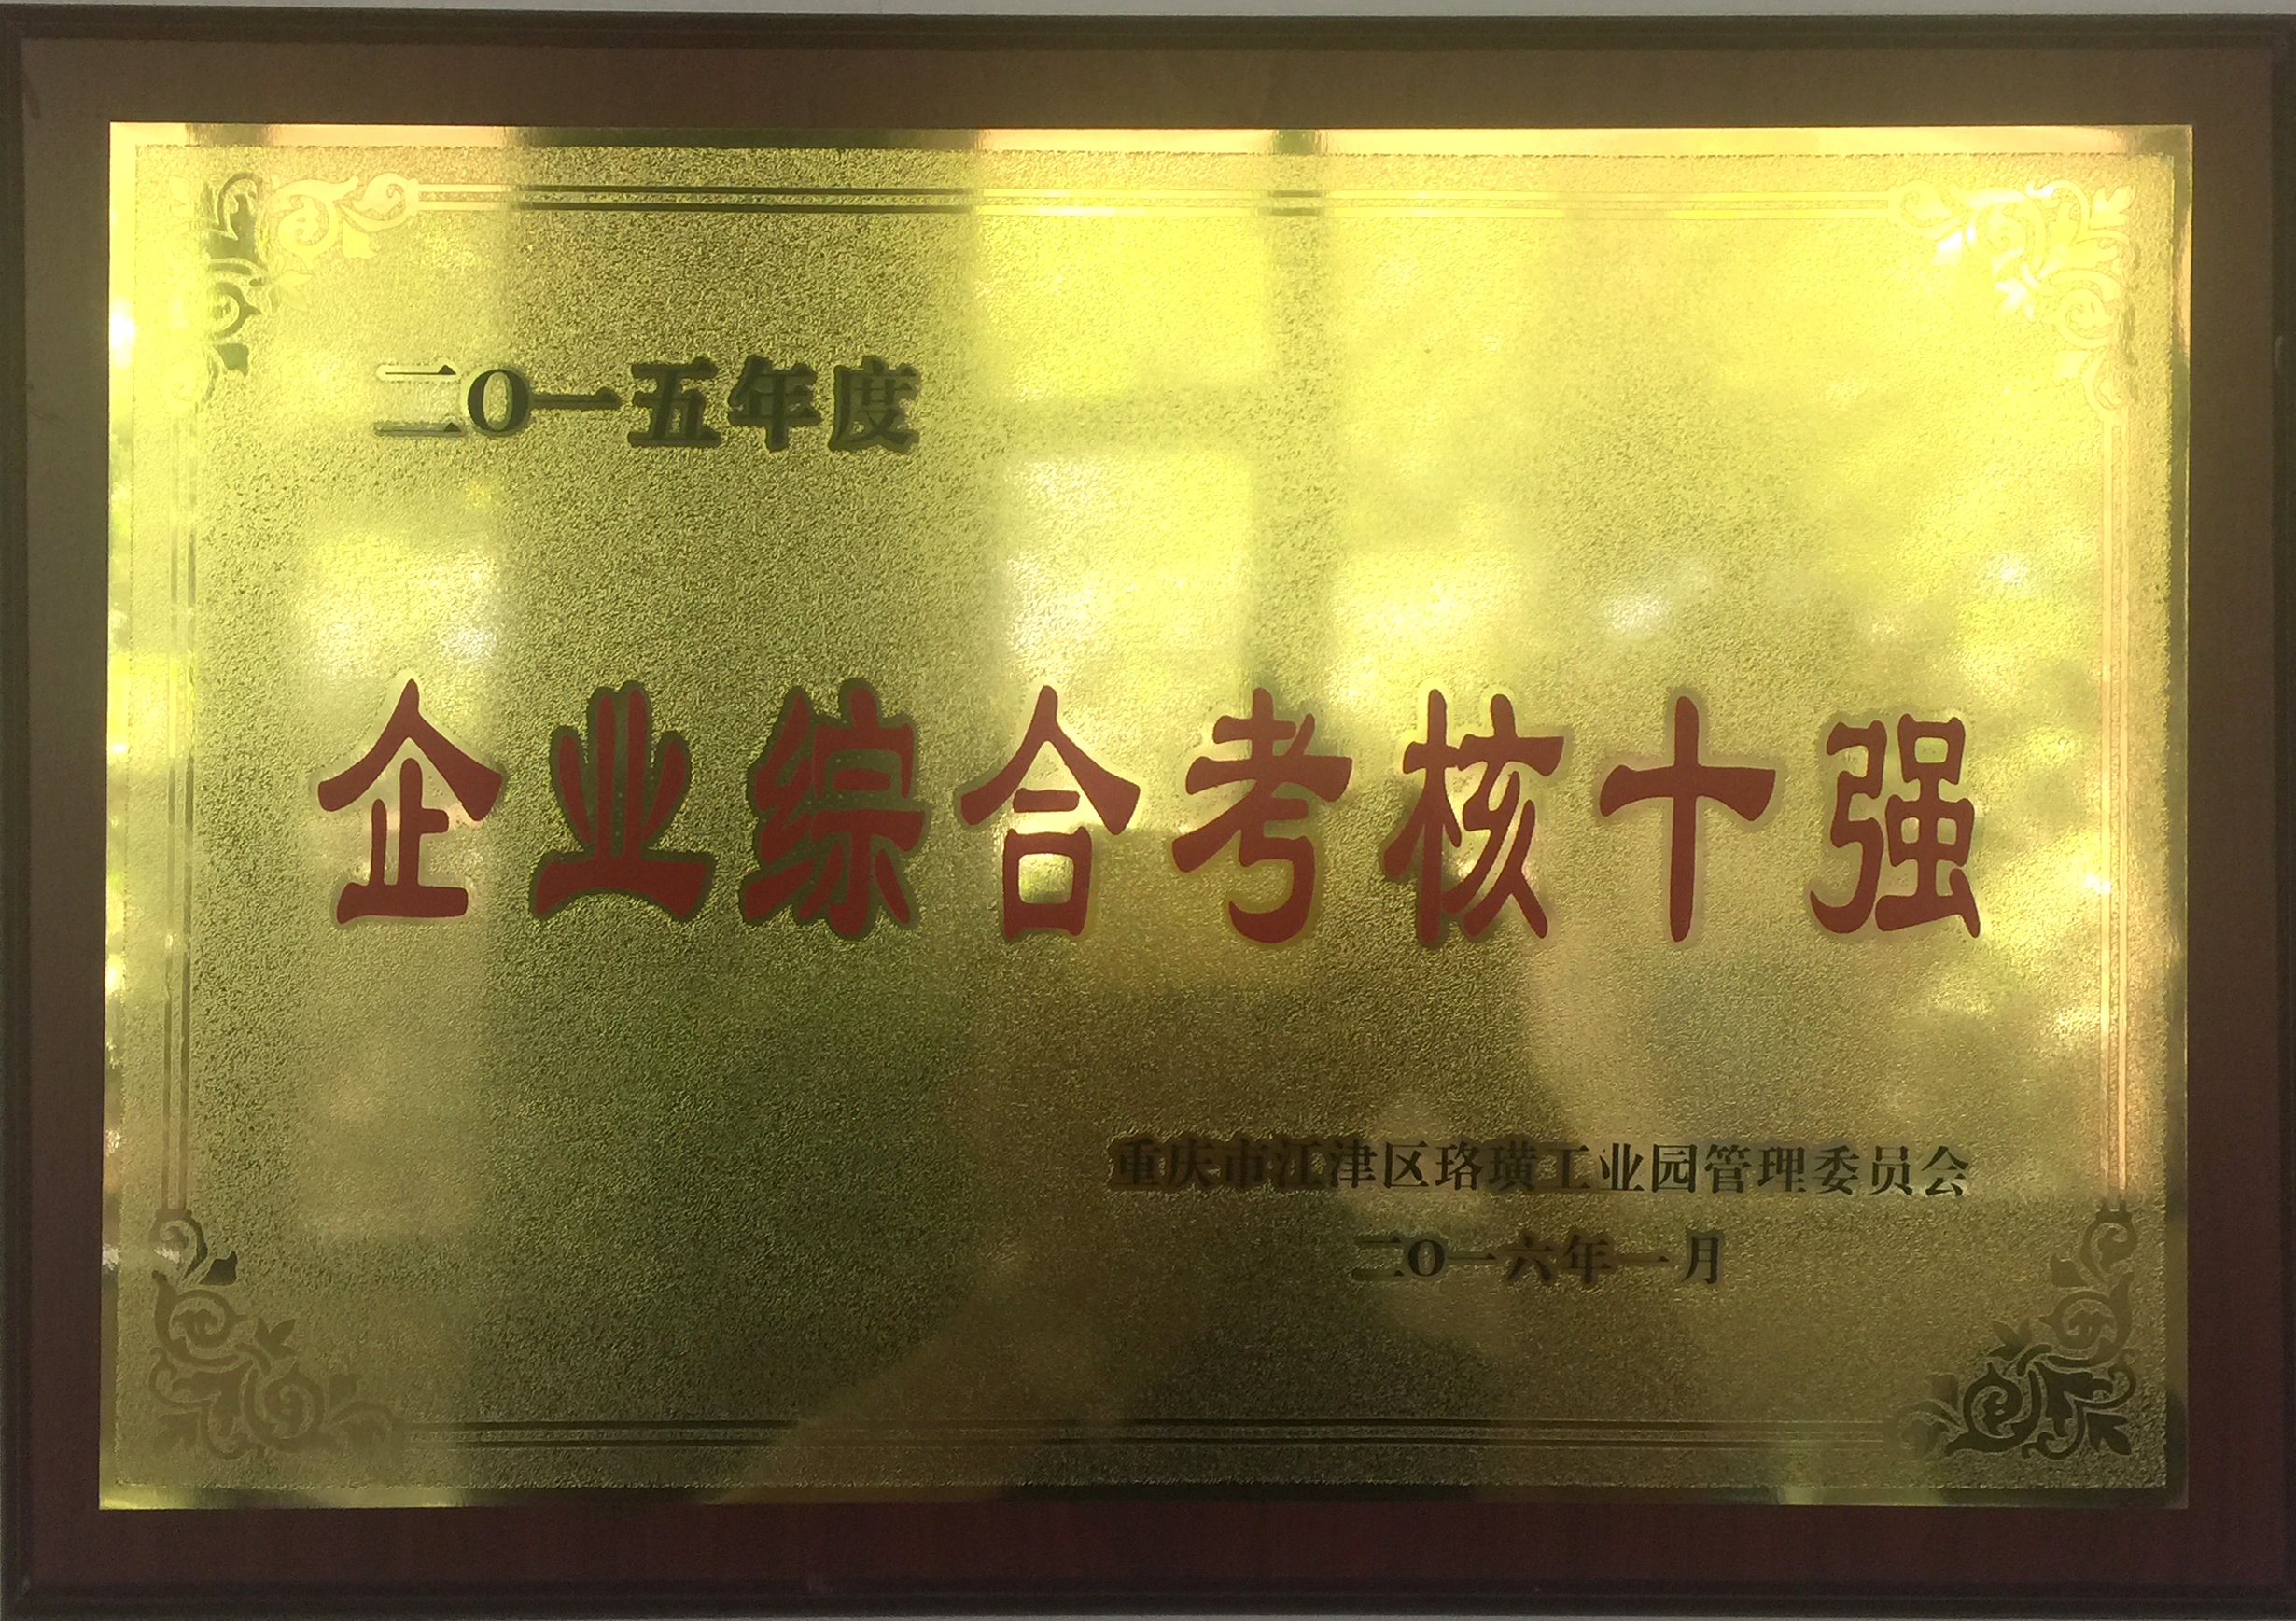 二O一五年度
企业综合考核十强
重庆市江津区珞璜工业园管理委员会
二O一六年一月